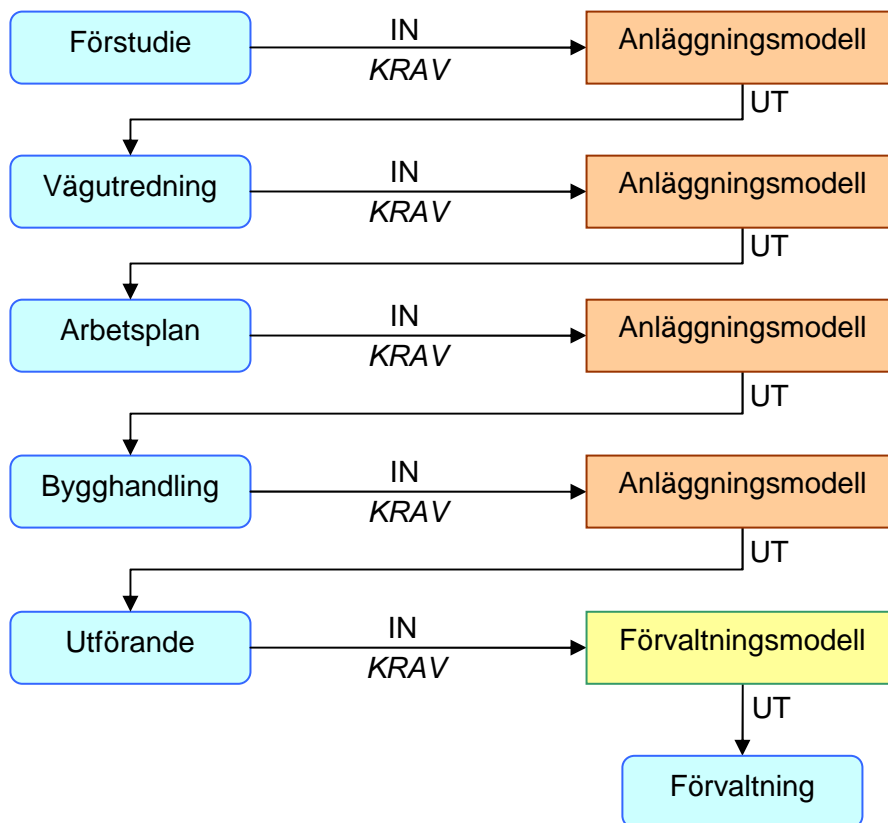 Förstudie
IN
KRAV
Anläggningsmodell
UT
Vägutredning
IN
KRAV
Anläggningsmodell
UT
Arbetsplan
IN
KRAV
Anläggningsmodell
UT
Bygghandling
IN
KRAV
Anläggningsmodell
UT
Utförande
IN
KRAV
Förvaltningsmodell
UT
Förvaltning